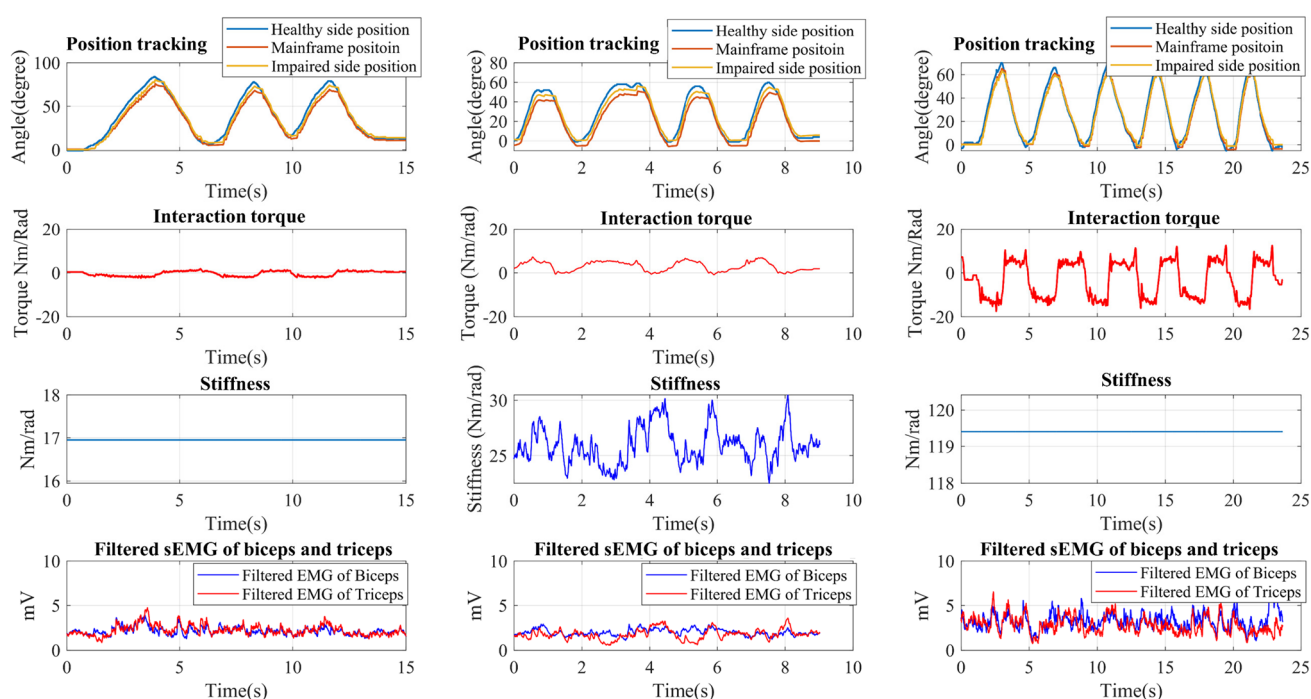 Position tracking
Healthy side position
Mainframe positoin
Impaired side position
Angle(degree)
100
50
0
0 5 10 15
Time(s)
Interaction torque
Torque Nm/Rad
20
0
-20
0 5 10 15
Time(s)
Stiffness
Nm/rad
18
17
16
0 5 10 15
Time(s)
Filtered sEMG of biceps and triceps
Filtered EMG of Biceps
Filtered EMG of Triceps
mV
10
5
0
0 5 10 15
Time(s)
Position tracking
Healthy side position
Mainframe positoin
Impaired side position
Angle(degree)
80
60
40
20
0
0 2 4 6 8 10
Time(s)
Interaction torque
Torque (Nm/rad)
20
0
-20
0 2 4 6 8 10
Time(s)
Stiffness
Stiffness (Nm/rad)
30
25
0 2 4 6 8 10
Time(s)
Filtered sEMG of biceps and triceps
Filtered EMG of Biceps
Filtered EMG of Triceps
mV
10
5
0
0 2 4 6 8 10
Time(s)
Position tracking
Healthy side position
Mainframe positoin
Impaired side position
Angle(degree)
60
40
20
0
0 5 10 15 20 25
Time(s)
Interaction torque
Torque Nm/Rad
20
0
-20
0 5 10 15 20 25
Time(s)
Stiffness
Nm/rad
120
119
118
0 5 10 15 20 25
Time(s)
Filtered sEMG of biceps and triceps
Filtered EMG of Biceps
Filtered EMG of Triceps
mV
10
5
0
0 5 10 15 20 25
Time(s)